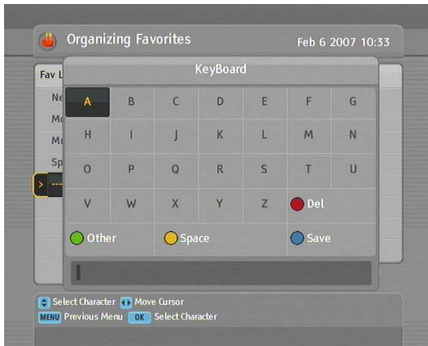 Organizing Favorites Feb 6 2007 10:33
Fav L
KeyBoard
A B C D E F G
Ne
H I J K L M N
Mo
Mu
O P Q R S T U
Sp
> ---
V W X Y Z Del
Other Space Save
Select Character Move Cursor
MENU Previous Menu OK Select Character